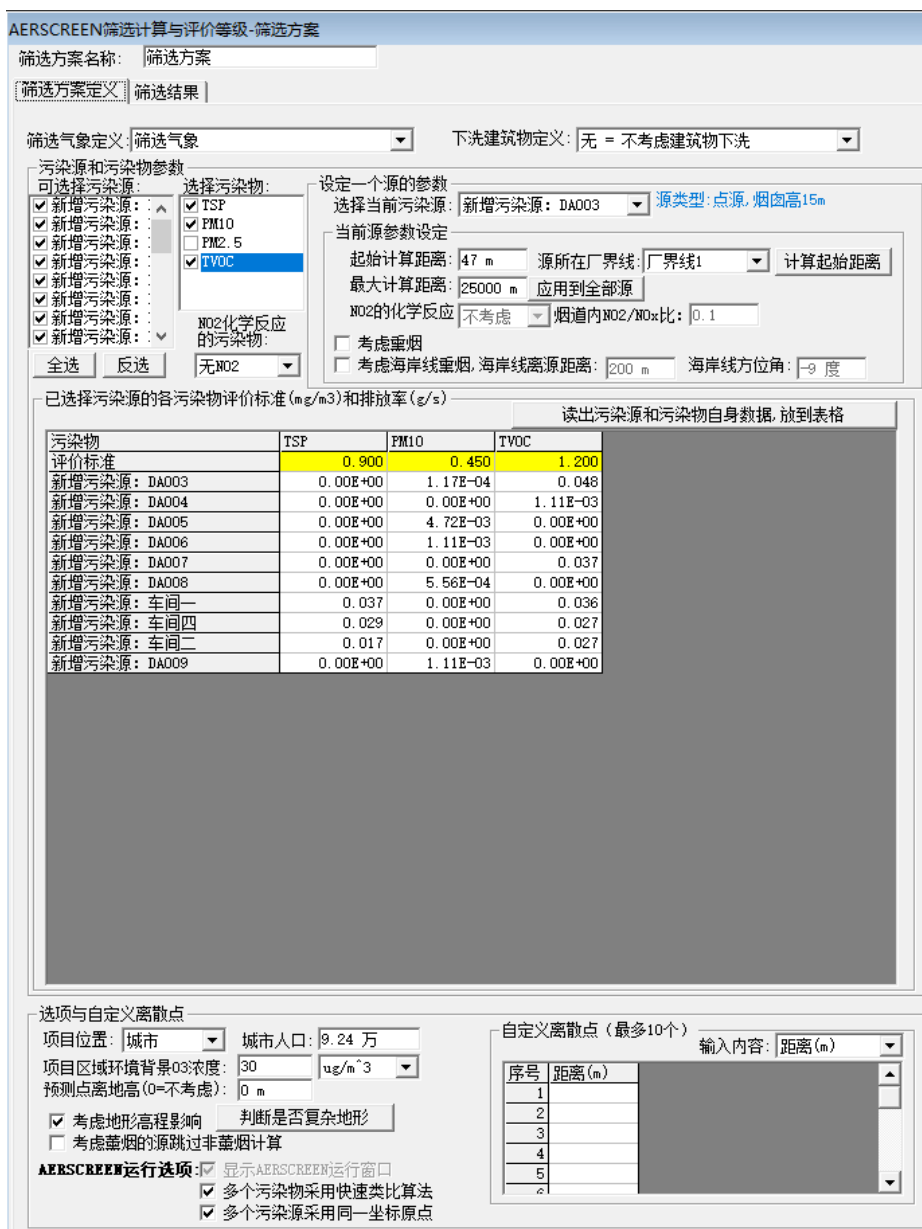 AERSCREEN筛选计算与评价等级-筛选方案
筛选方案名称: 筛选方案
筛选方案定义 筛选结果
筛选气象定义: 筛选气象 下洗建筑物定义: 无 = 不考虑建筑物下洗
污染源和污染物参数
可选择污染源: 选择污染物:
新增污染源: TSP
新增污染源: PM10
新增污染源: PM2.5
新增污染源: TVOC
新增污染源:
新增污染源:
新增污染源:
新增污染源:
NO2化学反应
的污染物:
全选 反选 无NO2
设定一个源的参数
选择当前污染源: 新增污染源: DA003 源类型:点源,烟囱高15m
当前源参数设定
起始计算距离: 47 m 源所在厂界线: 厂界线1 计算起始距离
最大计算距离: 25000 m 应用到全部源
NO2的化学反应 不考虑 烟道内NO2/NOx比: 0.1
考虑重烟
考虑海岸线重烟,海岸线离源距离: 200 m 海岸线方位角: -9 度
已选择污染源的各污染物评价标准(mg/m3)和排放率(g/s)
读出污染源和污染物自身数据,放到表格
污染物 TSP PM10 TVOC
评价标准 0.900 0.450 1.200
新增污染源: DA003 0.00E+00 1.17E-04 0.048
新增污染源: DA004 0.00E+00 0.00E+00 1.11E-03
新增污染源: DA005 0.00E+00 4.72E-03 0.00E+00
新增污染源: DA006 0.00E+00 1.11E-03 0.00E+00
新增污染源: DA007 0.00E+00 0.00E+00 0.037
新增污染源: DA008 0.00E+00 5.56E-04 0.00E+00
新增污染源: 车间一 0.037 0.00E+00 0.036
新增污染源: 车间四 0.029 0.00E+00 0.027
新增污染源: 车间二 0.017 0.00E+00 0.027
新增污染源: DA009 0.00E+00 1.11E-03 0.00E+00
选项与自定义离散点
项目位置: 城市 城市人口: 9.24 万
项目区域环境背景O3浓度: 30 ug/m^3
预测点离地高(0=不考虑): 0 m
考虑地形高程影响 判断是否复杂地形
考虑薰烟的源跳过非薰烟计算
AERSCREEN运行选项: 显示AERSCREEN运行窗口
多个污染物采用快速类比算法
多个污染源采用同一坐标原点
自定义离散点(最多10个)
输入内容: 距离(m)
序号 距离(m)
1
2
3
4
5